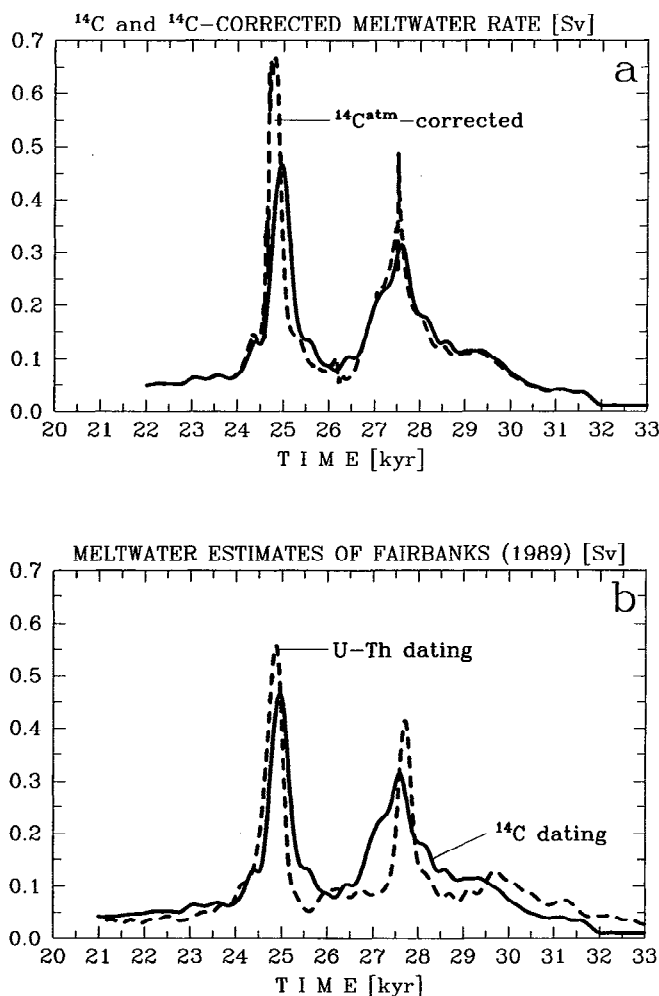 ¹⁴C and ¹⁴C-CORRECTED MELTWATER RATE [Sv]
a
0.7
0.6
0.5
0.4
0.3
0.2
0.1
0.0
¹⁴Cᵃᵗᵐ-corrected
20 21 22 23 24 25 26 27 28 29 30 31 32 33
T I M E [kyr]
MELTWATER ESTIMATES OF FAIRBANKS (1989) [Sv]
b
0.7
0.6
0.5
0.4
0.3
0.2
0.1
0.0
U-Th dating
¹⁴C dating
20 21 22 23 24 25 26 27 28 29 30 31 32 33
T I M E [kyr]